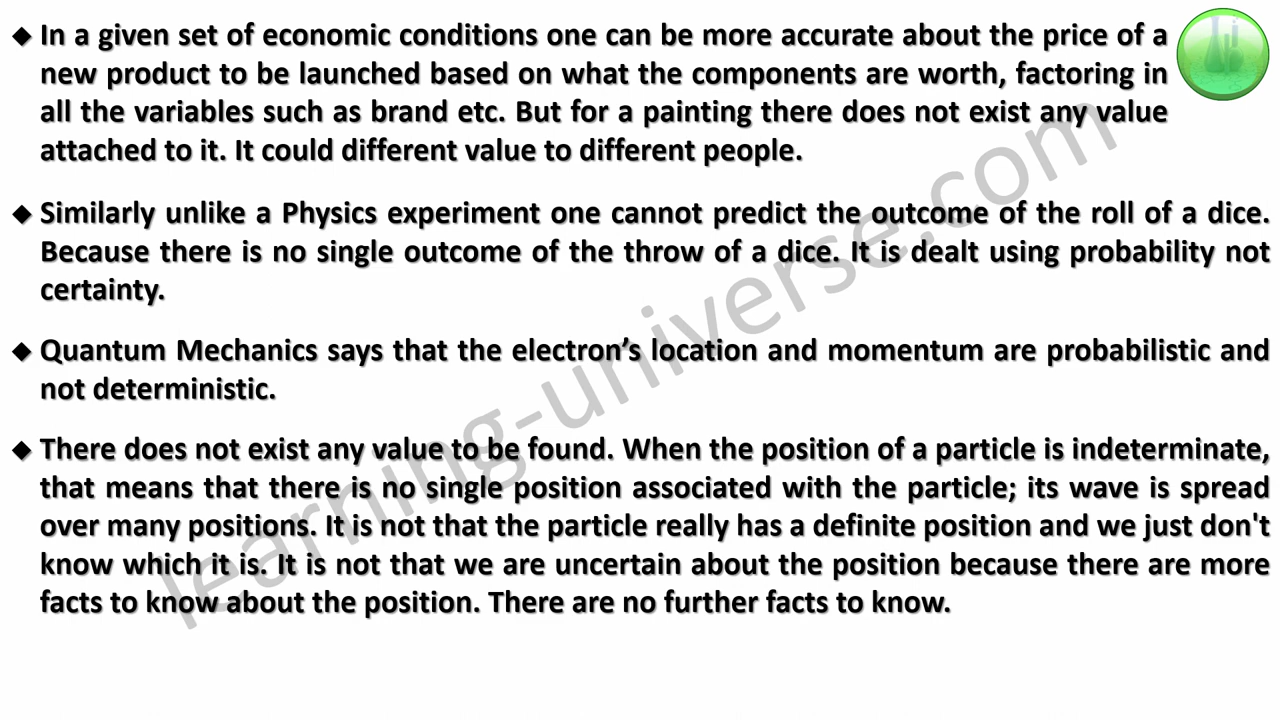 ◆ In a given set of economic conditions one can be more accurate about the price of a
new product to be launched based on what the components are worth, factoring in
all the variables such as brand etc. But for a painting there does not exist any value
attached to it. It could different value to different people.
◆ Similarly unlike a Physics experiment one cannot predict the outcome of the roll of a dice.
Because there is no single outcome of the throw of a dice. It is dealt using probability not
certainty.
◆ Quantum Mechanics says that the electron’s location and momentum are probabilistic and
not deterministic.
◆ There does not exist any value to be found. When the position of a particle is indeterminate,
that means that there is no single position associated with the particle; its wave is spread
over many positions. It is not that the particle really has a definite position and we just don't
know which it is. It is not that we are uncertain about the position because there are more
facts to know about the position. There are no further facts to know.
learning-universe.com